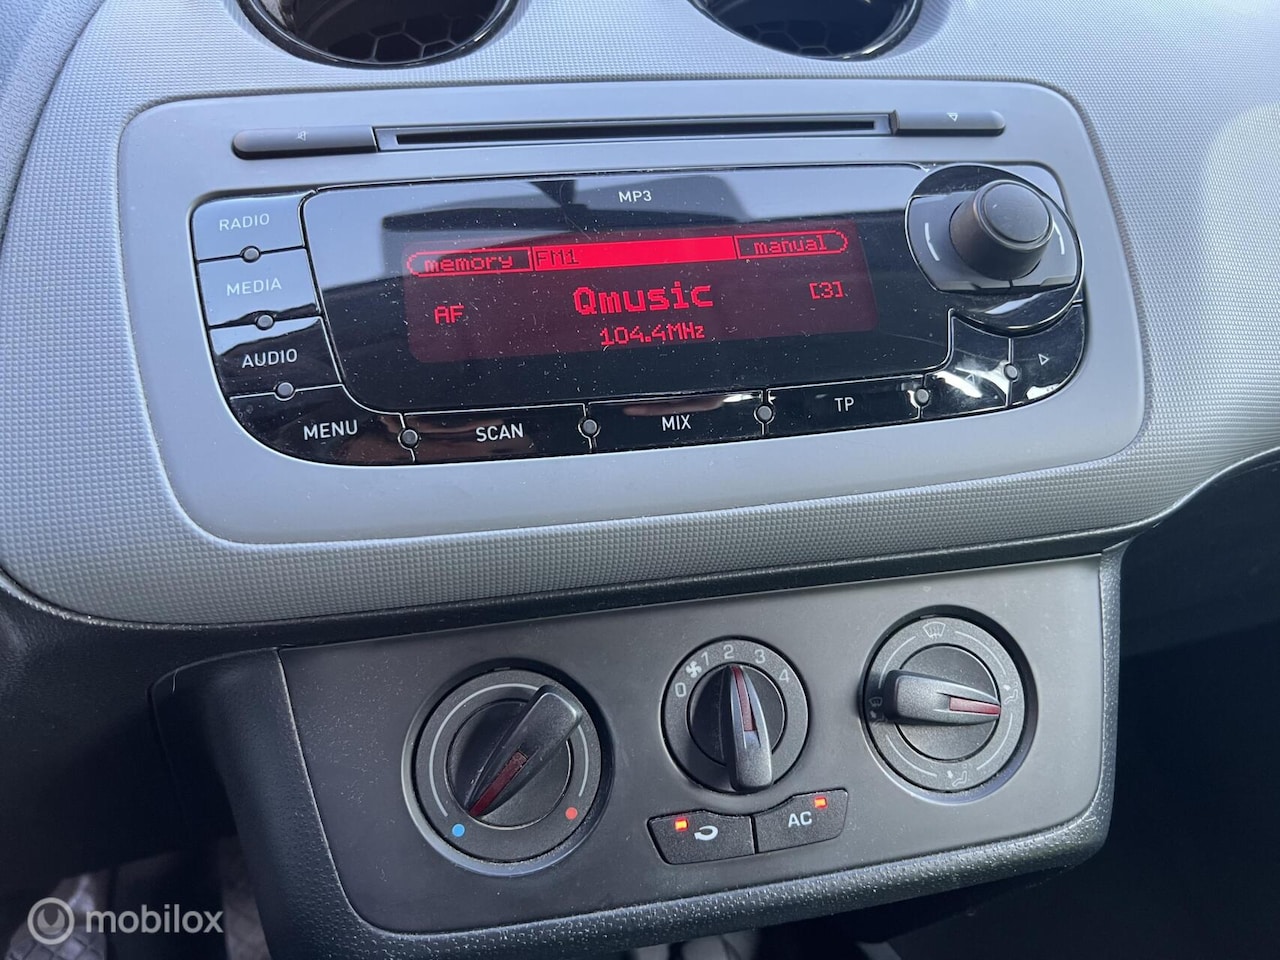 MP3
RADIO
MEDIA
AUDIO
MENU
SCAN
MIX
TP
memory FM1 manual
AF Qmusic [3]
104.4MHz
0 1 2 3 4
AC
mobilox